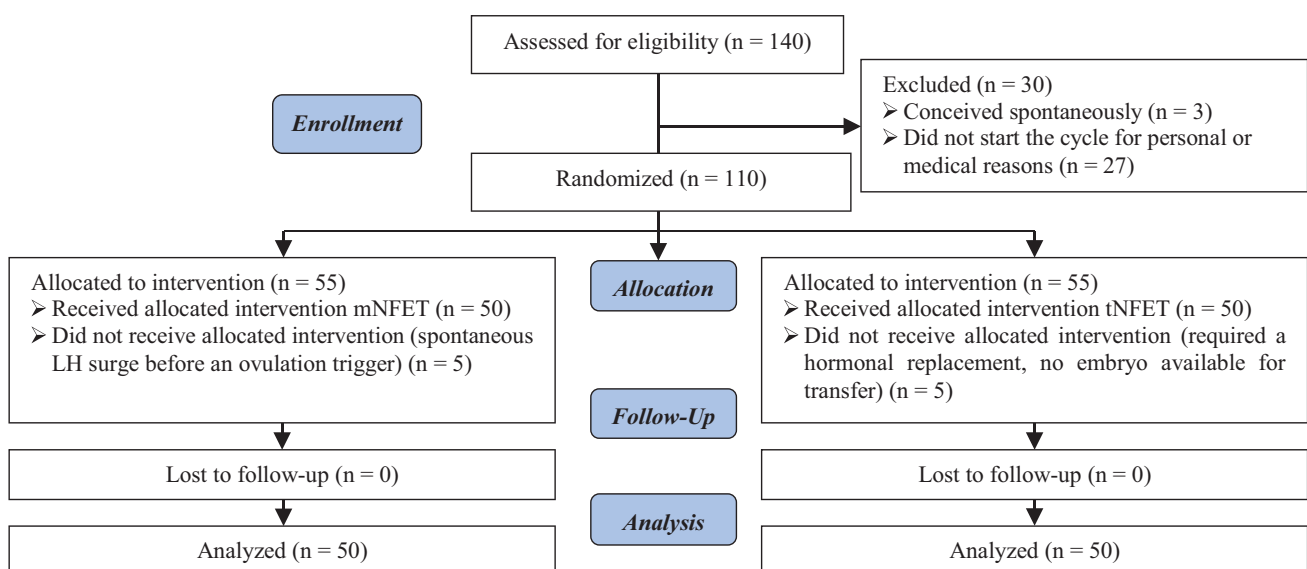 Assessed for eligibility (n = 140)
Enrollment
Excluded (n = 30)
➢ Conceived spontaneously (n = 3)
➢ Did not start the cycle for personal or
medical reasons (n = 27)
Randomized (n = 110)
Allocation
Allocated to intervention (n = 55)
➢ Received allocated intervention mNFET (n = 50)
➢ Did not receive allocated intervention (spontaneous
LH surge before an ovulation trigger) (n = 5)
Allocated to intervention (n = 55)
➢ Received allocated intervention tNFET (n = 50)
➢ Did not receive allocated intervention (required a
hormonal replacement, no embryo available for
transfer) (n = 5)
Follow-Up
Lost to follow-up (n = 0)
Lost to follow-up (n = 0)
Analysis
Analyzed (n = 50)
Analyzed (n = 50)